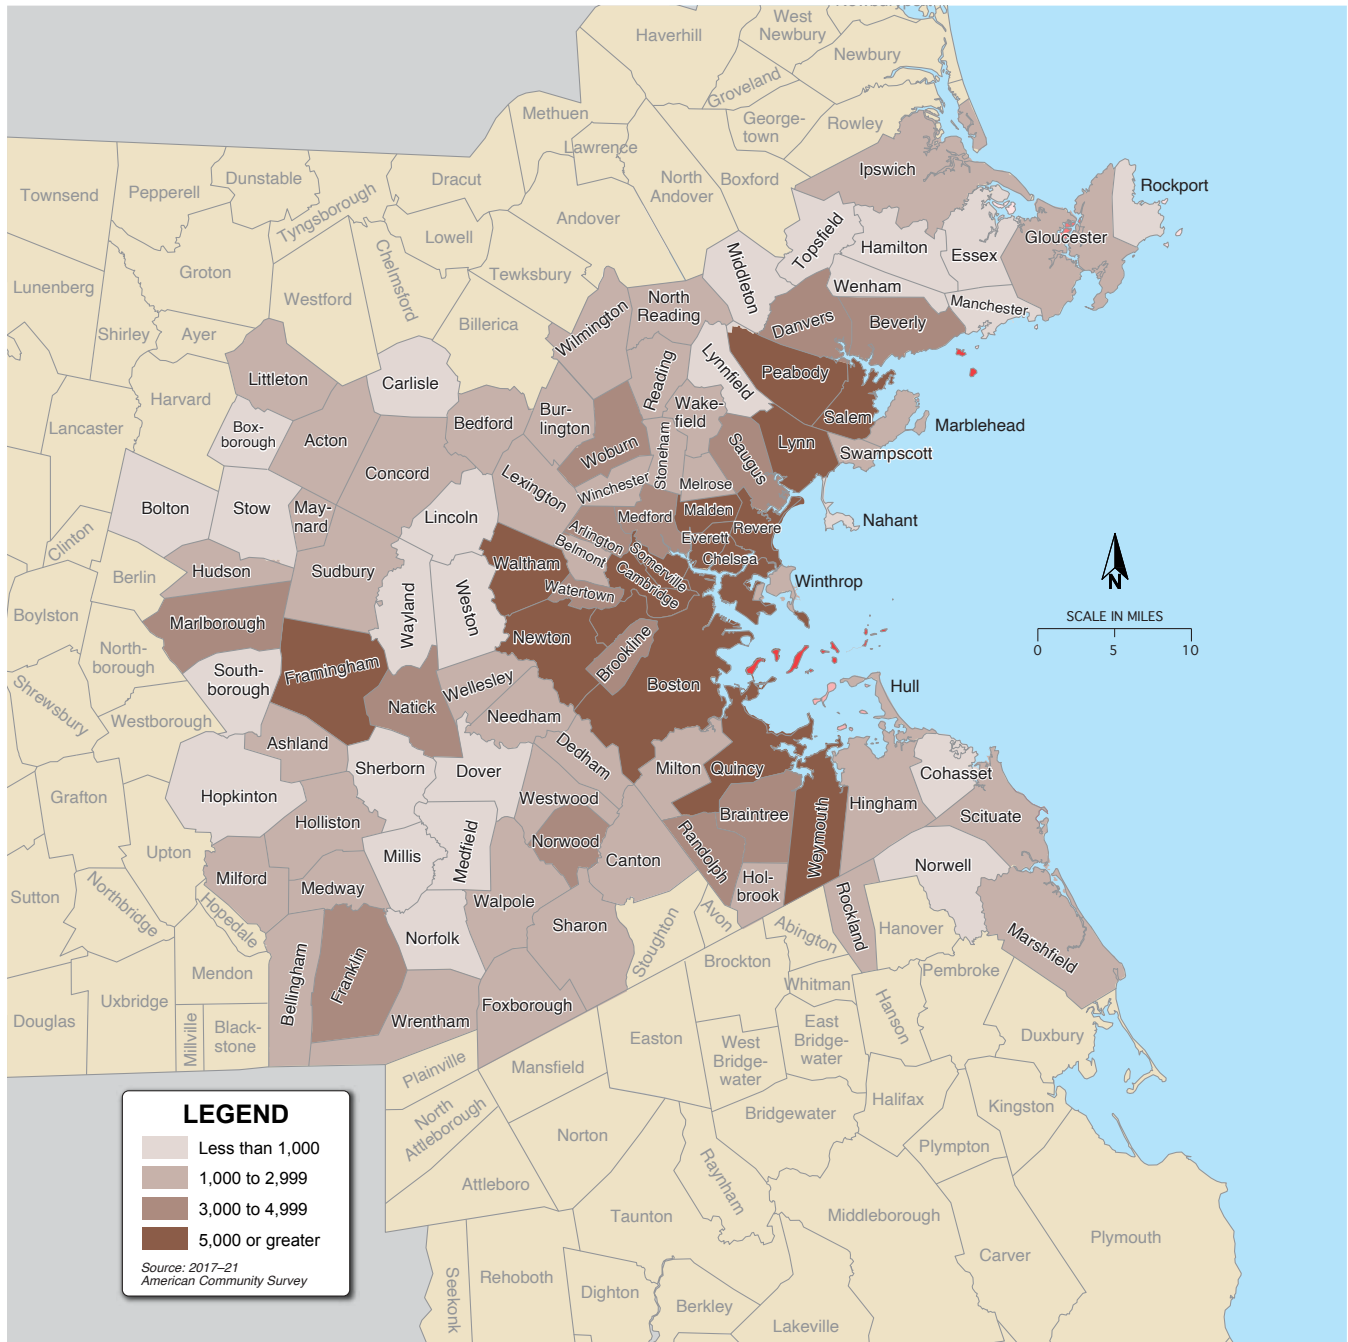 Haverhill
West
Newbury
Newbury
Groveland
Methuen
George-
town
Rowley
Lawrence
North
Andover
Boxford
Ipswich
Rockport
Townsend
Pepperell
Dunstable
Tyngsborough
Dracut
Andover
Lowell
Topsfield
Hamilton
Essex
Gloucester
Middleton
Groton
Chelmsford
Tewksbury
Lunenberg
Westford
Wenham
Manchester
North
Reading
Wilmington
Danvers
Beverly
Shirley
Ayer
Billerica
Littleton
Carlisle
Reading
Lynnfield
Peabody
Harvard
Wake-
field
Salem
Marblehead
Lancaster
Box-
borough
Acton
Bedford
Bur-
lington
Woburn
Stoneham
Saugus
Lynn
Swampscott
Concord
Lexington
Winchester
Melrose
Bolton
Stow
May-
nard
Lincoln
Medford
Malden
Revere
Nahant
Clinton
Arlington
Everett
Belmont
Somerville
Chelsea
Berlin
Hudson
Sudbury
Waltham
Cambridge
Winthrop
Watertown
Boylston
Marlborough
Wayland
Weston
Newton
Brookline
N
SCALE IN MILES
0
5
10
North-
borough
South-
borough
Framingham
Natick
Wellesley
Boston
Hull
Shrewsbury
Westborough
Needham
Ashland
Dedham
Sherborn
Dover
Milton
Quincy
Cohasset
Grafton
Hopkinton
Westwood
Hingham
Scituate
Holliston
Braintree
Weymouth
Upton
Millis
Medfield
Norwood
Canton
Randolph
Norwell
Sutton
Northbridge
Milford
Medway
Hol-
brook
Hopedale
Walpole
Sharon
Avon
Abington
Rockland
Hanover
Marshfield
Norfolk
Stoughton
Mendon
Bellingham
Franklin
Brockton
Whitman
Pembroke
Uxbridge
Foxborough
Hanson
Douglas
Millville
Black-
stone
Wrentham
Easton
West
Bridge-
water
East
Bridge-
water
Duxbury
Plainville
Mansfield
North
Attleborough
Bridgewater
Halifax
Kingston
Norton
Plympton
Raynham
Attleboro
Taunton
Middleborough
Plymouth
Carver
Seekonk
Rehoboth
Dighton
Berkley
Lakeville
LEGEND
Less than 1,000
1,000 to 2,999
3,000 to 4,999
5,000 or greater
Source: 2017–21
American Community Survey